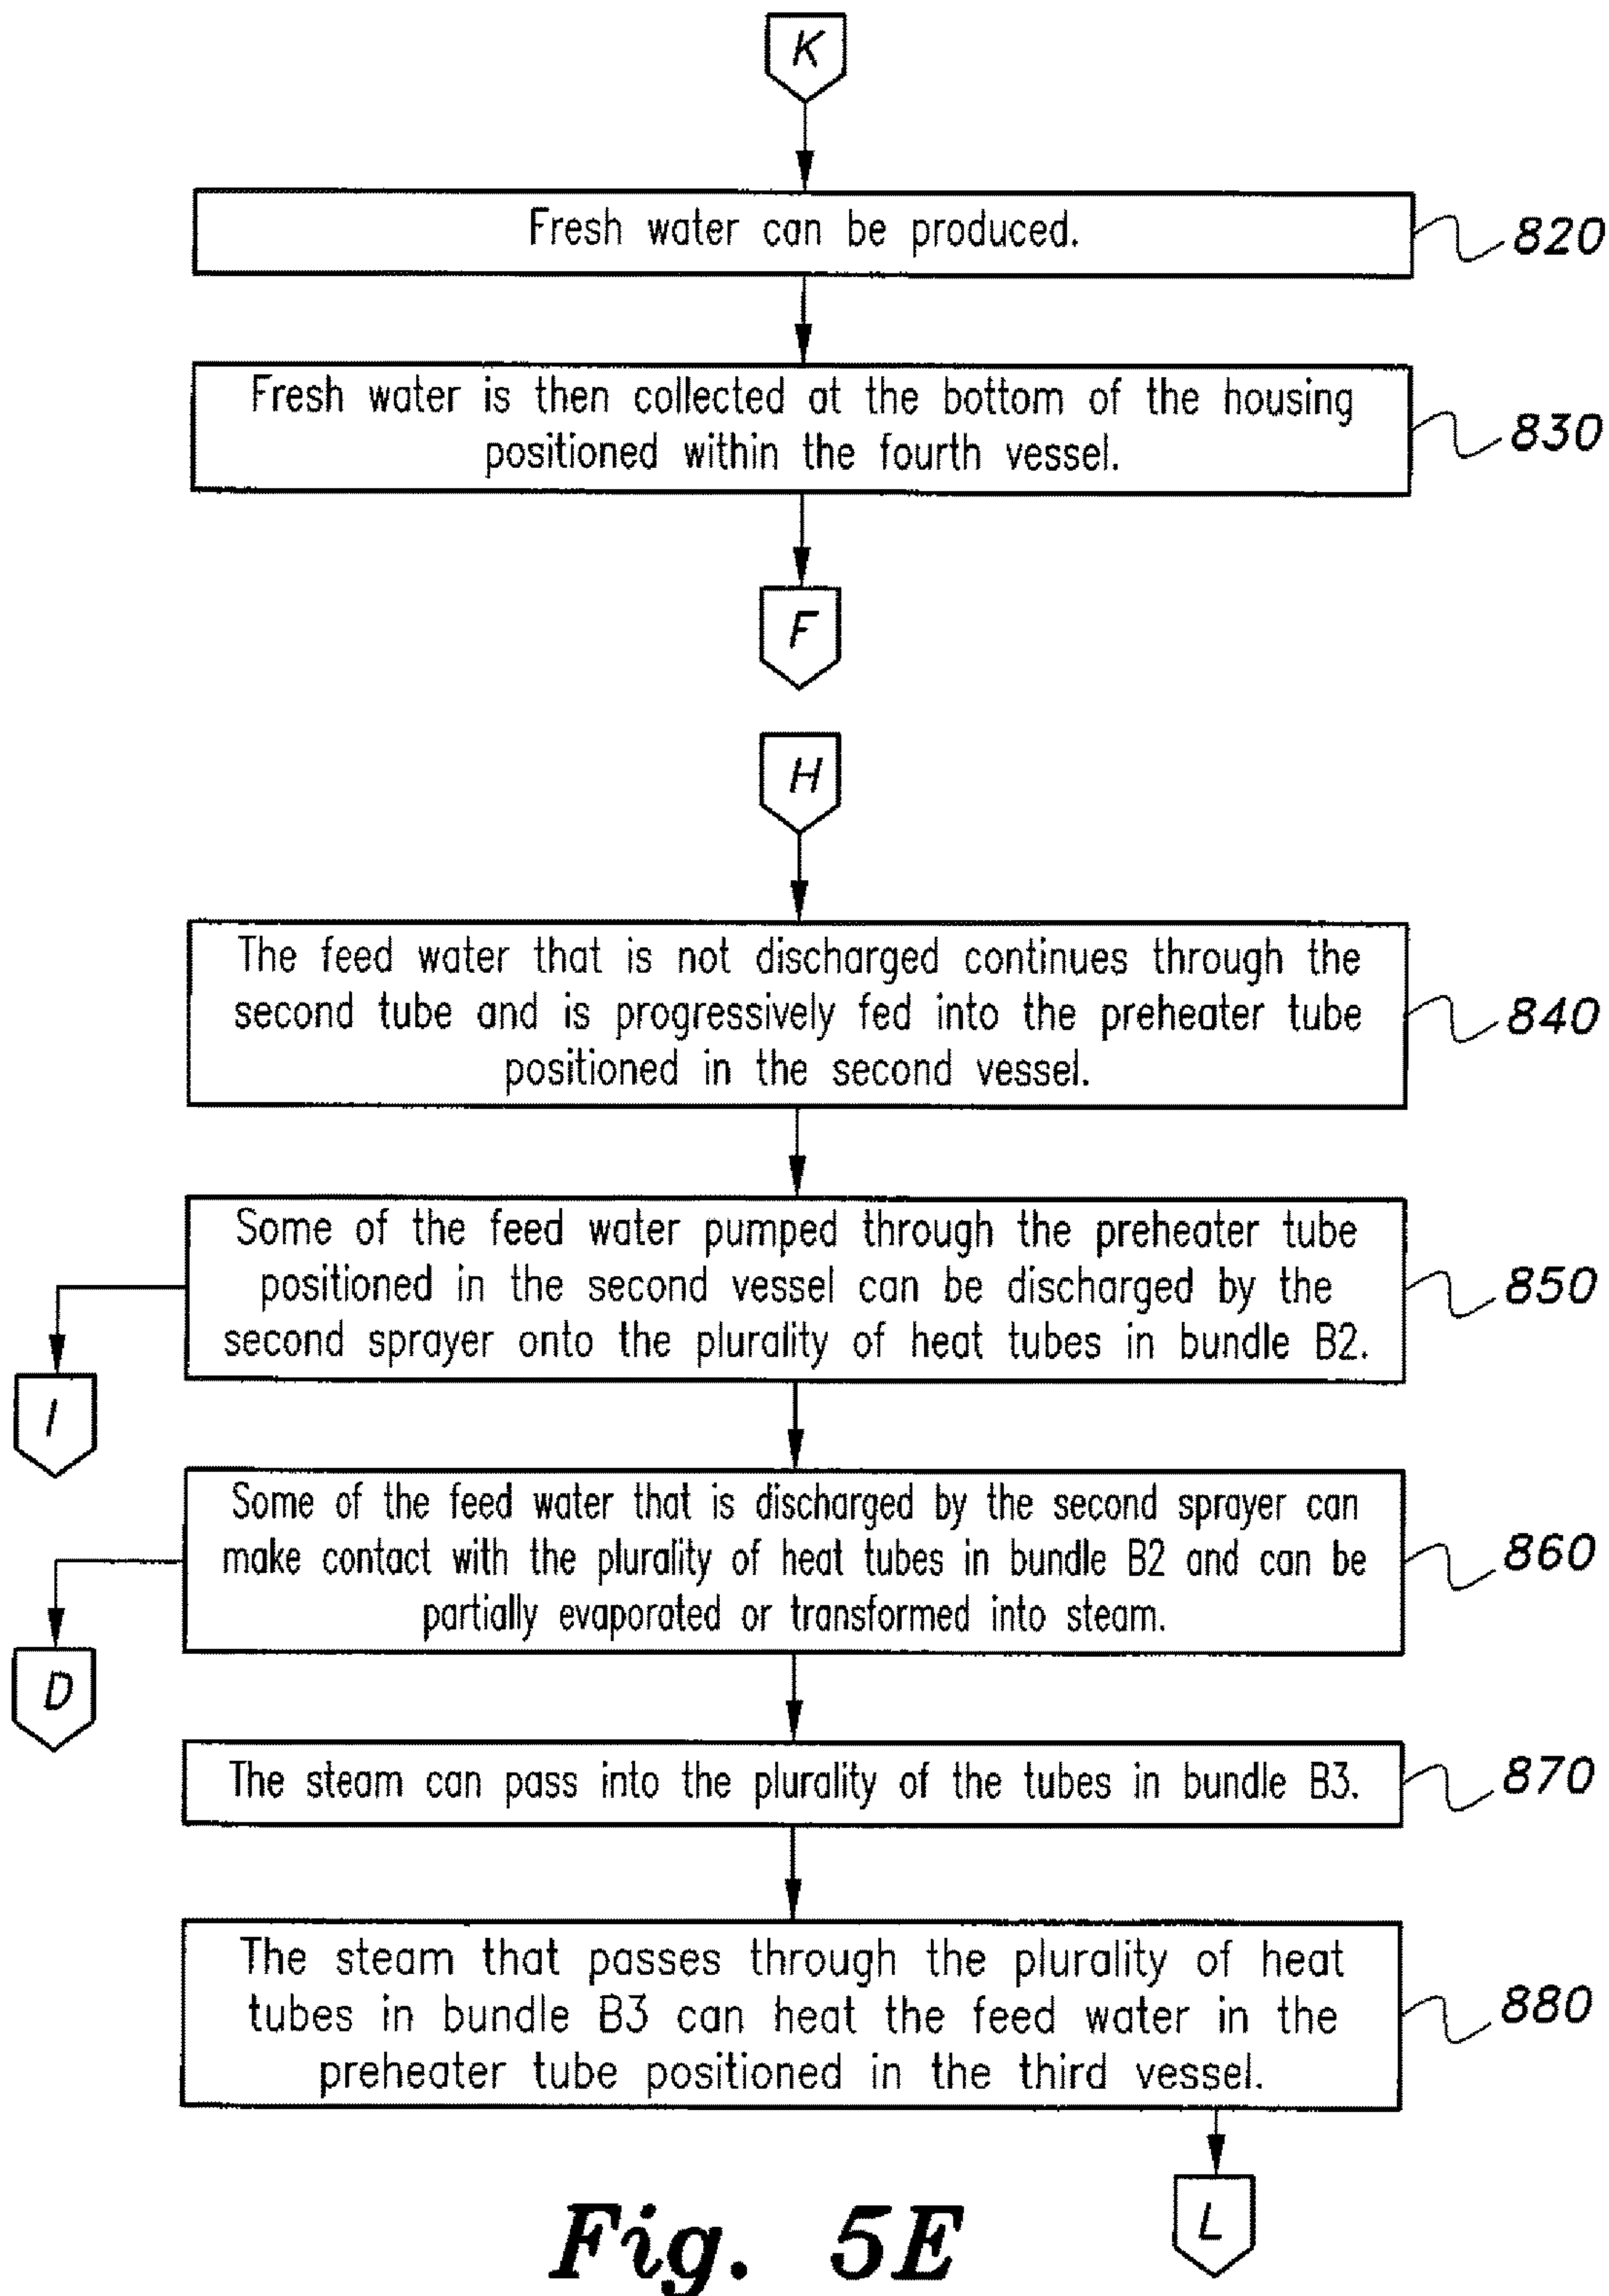 K
Fresh water can be produced.
820
Fresh water is then collected at the bottom of the housing
positioned within the fourth vessel.
830
F
H
The feed water that is not discharged continues through the
second tube and is progressively fed into the preheater tube
positioned in the second vessel.
840
Some of the feed water pumped through the preheater tube
positioned in the second vessel can be discharged by the
second sprayer onto the plurality of heat tubes in bundle B2.
850
I
Some of the feed water that is discharged by the second sprayer can
make contact with the plurality of heat tubes in bundle B2 and can be
partially evaporated or transformed into steam.
860
D
The steam can pass into the plurality of the tubes in bundle B3.
870
The steam that passes through the plurality of heat
tubes in bundle B3 can heat the feed water in the
preheater tube positioned in the third vessel.
880
L
Fig. 5E